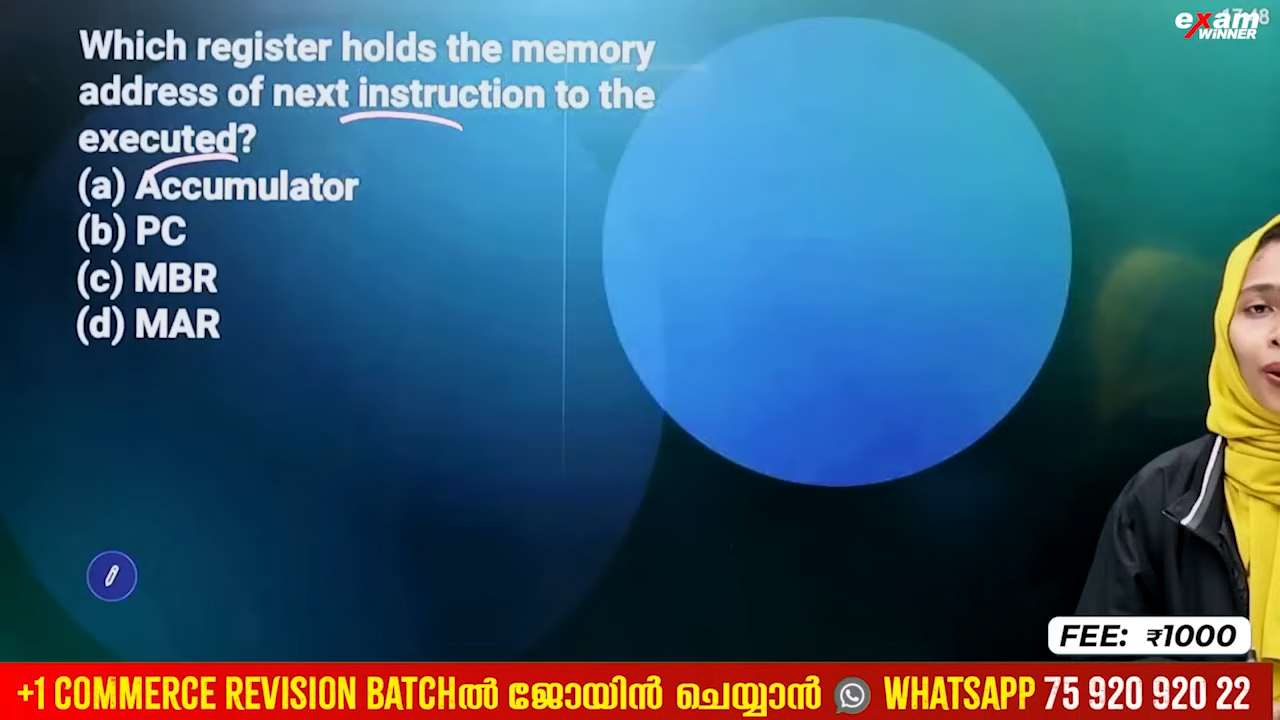 Which register holds the memory
address of next instruction to the
executed?
(a) Accumulator
(b) PC
(c) MBR
(d) MAR
exam
WiNNER
FEE: ₹1000
+1 COMMERCE REVISION BATCHൽ ജോയിൻ ചെയ്യാൻ WHATSAPP 75 920 920 22